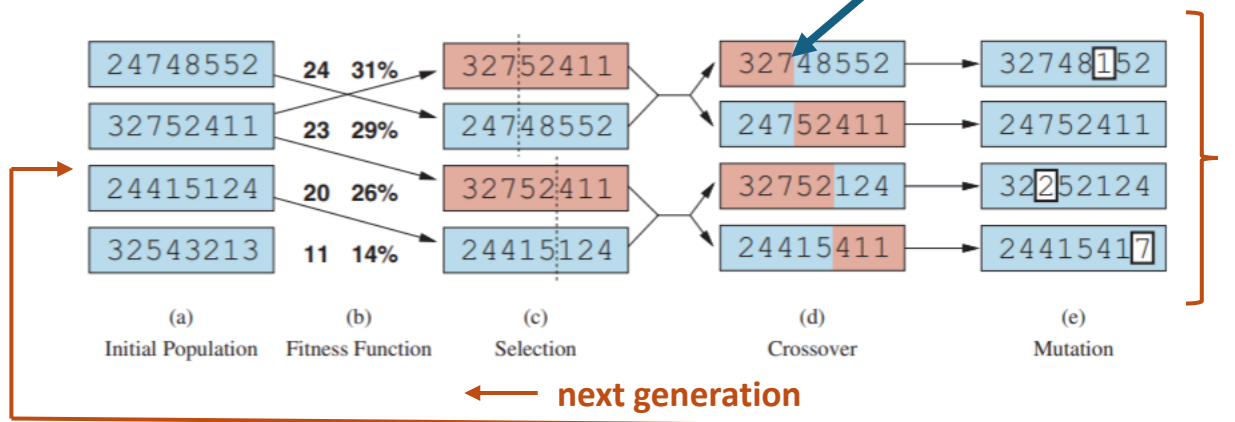 24748552 24 31% 32752411 32748552 32748152
32752411 23 29% 24748552 24752411 24752411
24415124 20 26% 32752411 32752124 32252124
32543213 11 14% 24415124 24415411 24415417
(a) (b) (c) (d) (e)
Initial Population Fitness Function Selection Crossover Mutation
next generation